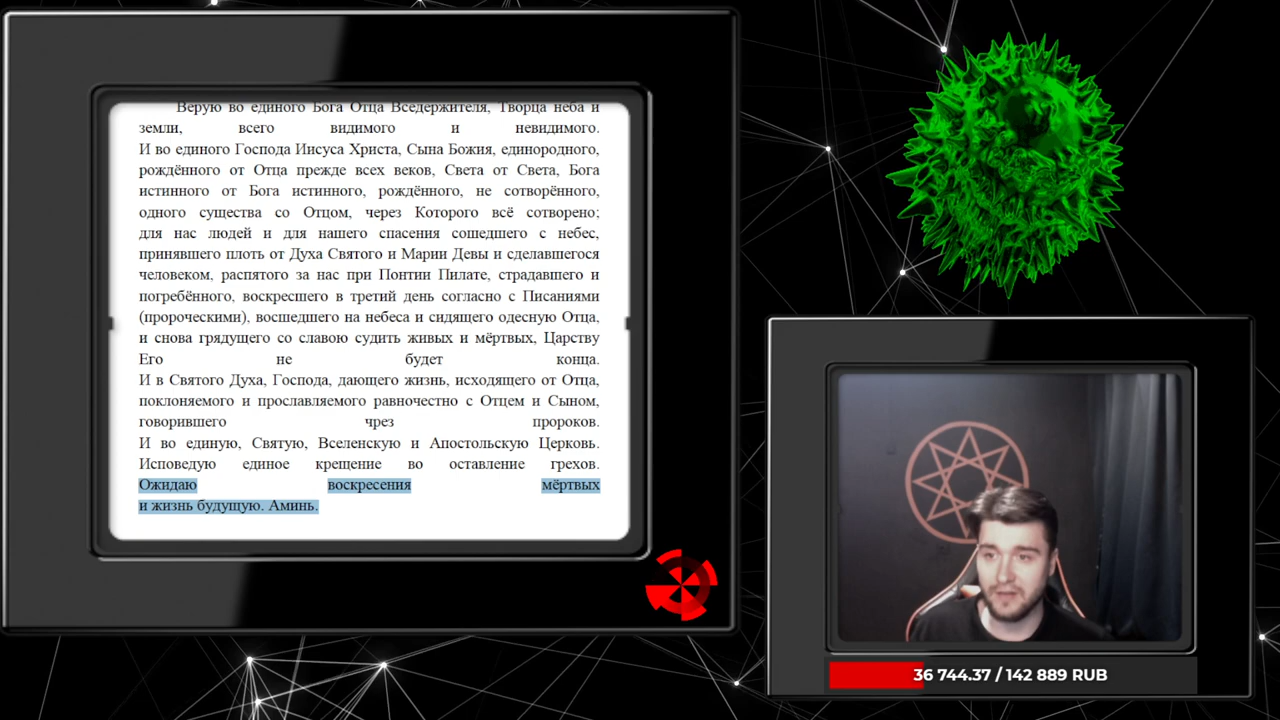 Верую во единого Бога Отца Вседержителя, Творца неба и
земли, всего видимого и невидимого.
И во единого Господа Иисуса Христа, Сына Божия, единородного,
рождённого от Отца прежде всех веков, Света от Света, Бога
истинного от Бога истинного, рождённого, не сотворённого,
одного существа со Отцом, через Которого всё сотворено;
для нас людей и для нашего спасения сошедшего с небес,
принявшего плоть от Духа Святого и Марии Девы и сделавшегося
человеком, распятого за нас при Понтии Пилате, страдавшего и
погребённого, воскресшего в третий день согласно с Писаниями
(пророческими), восшедшего на небеса и сидящего одесную Отца,
и снова грядущего со славою судить живых и мёртвых, Царству
Его не будет конца.
И в Святого Духа, Господа, дающего жизнь, исходящего от Отца,
поклоняемого и прославляемого равночестно с Отцем и Сыном,
говорившего чрез пророков.
И во единую, Святую, Вселенскую и Апостольскую Церковь.
Исповедую единое крещение во оставление грехов.
Ожидаю воскресения мёртвых
и жизнь будущую. Аминь.
36 744.37 / 142 889 RUB